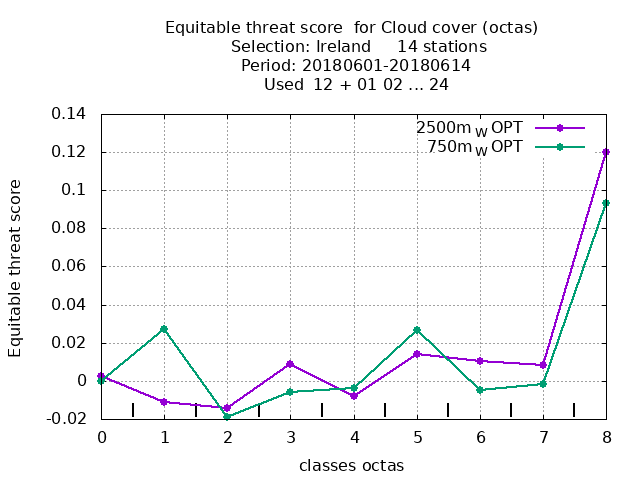 Equitable threat score  for Cloud cover (octas)
Selection: Ireland     14 stations
Period: 20180601-20180614
Used  12 + 01 02 ... 24
2500m W OPT
750m W OPT
0.14
0.12
0.1
0.08
0.06
0.04
0.02
0
-0.02
Equitable threat score
0 1 2 3 4 5 6 7 8
classes octas